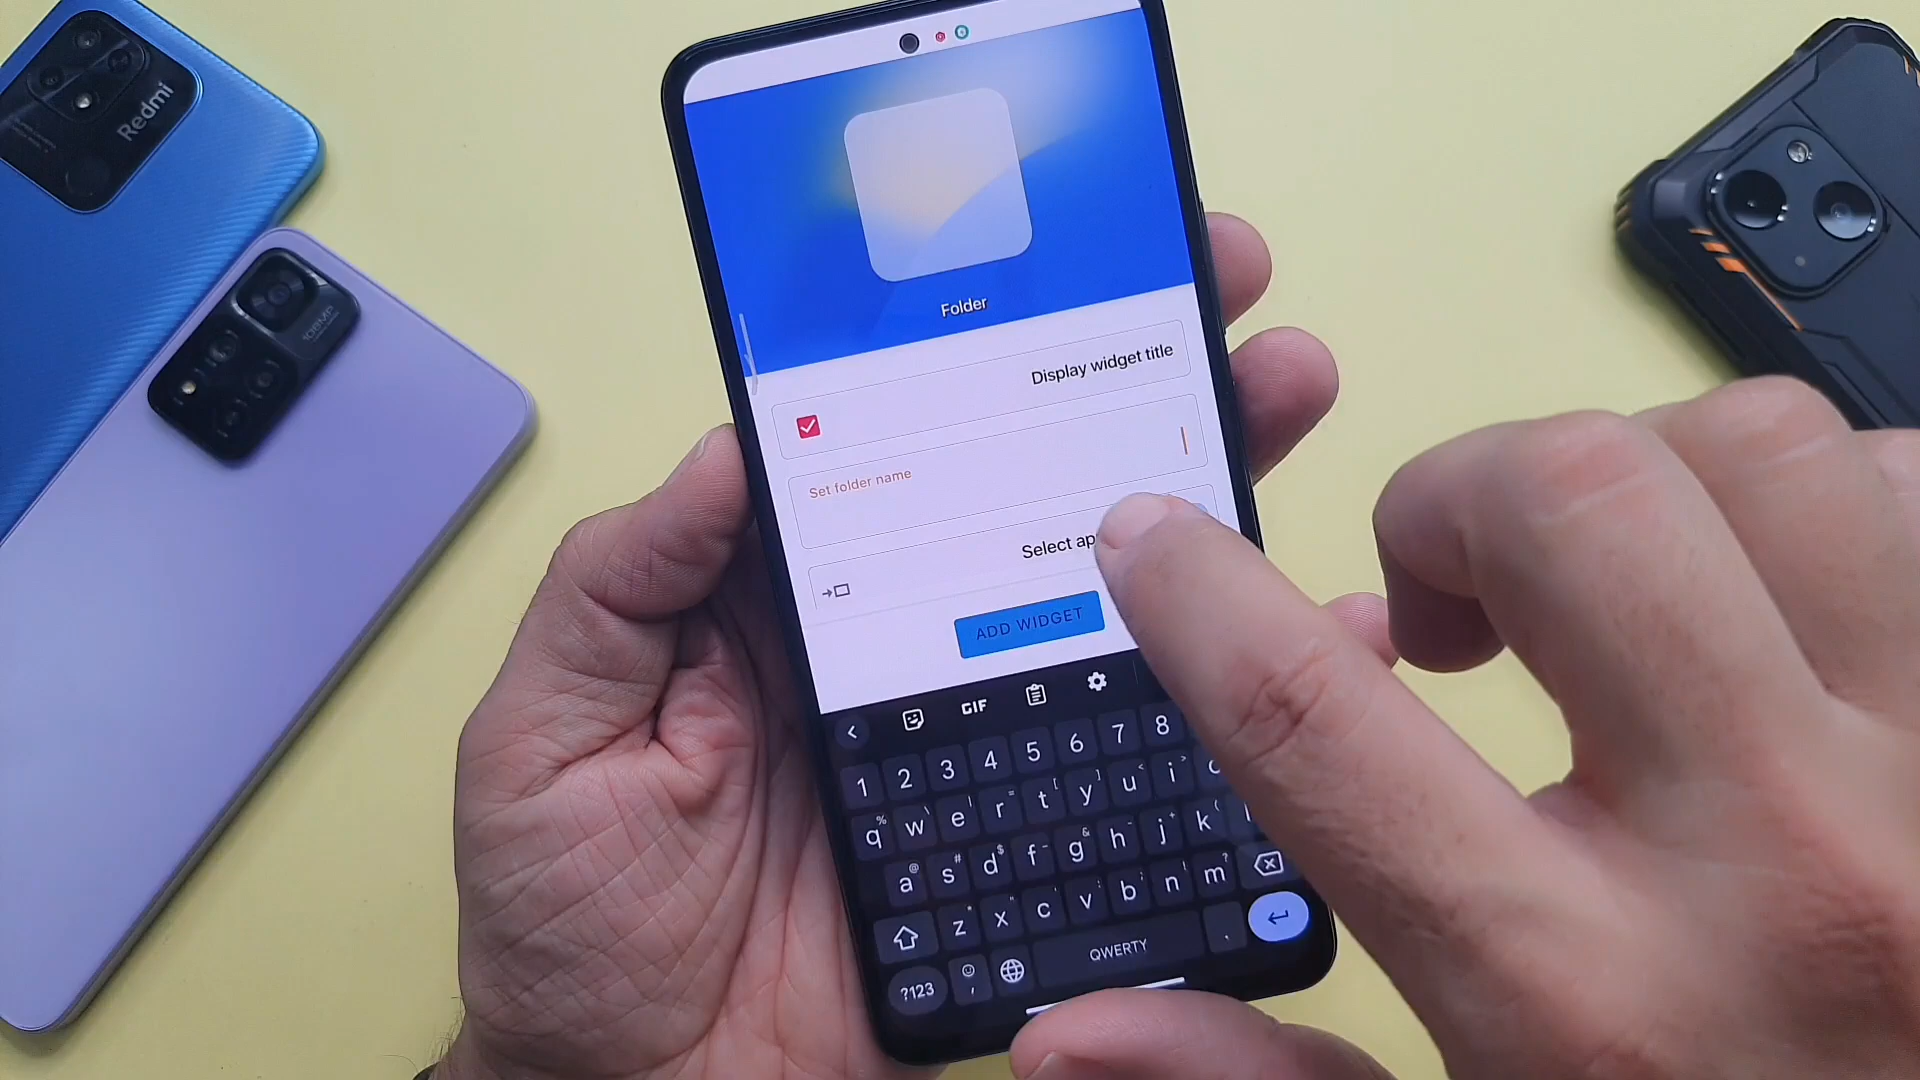 Redmi
108MP
Folder
Display widget title
Set folder name
Select ap
ADD WIDGET
GIF
1 2 3 4 5 6 7 8
q w e r t y u i
a s d f g h j k l
z x c v b n m
?123 , QWERTY .